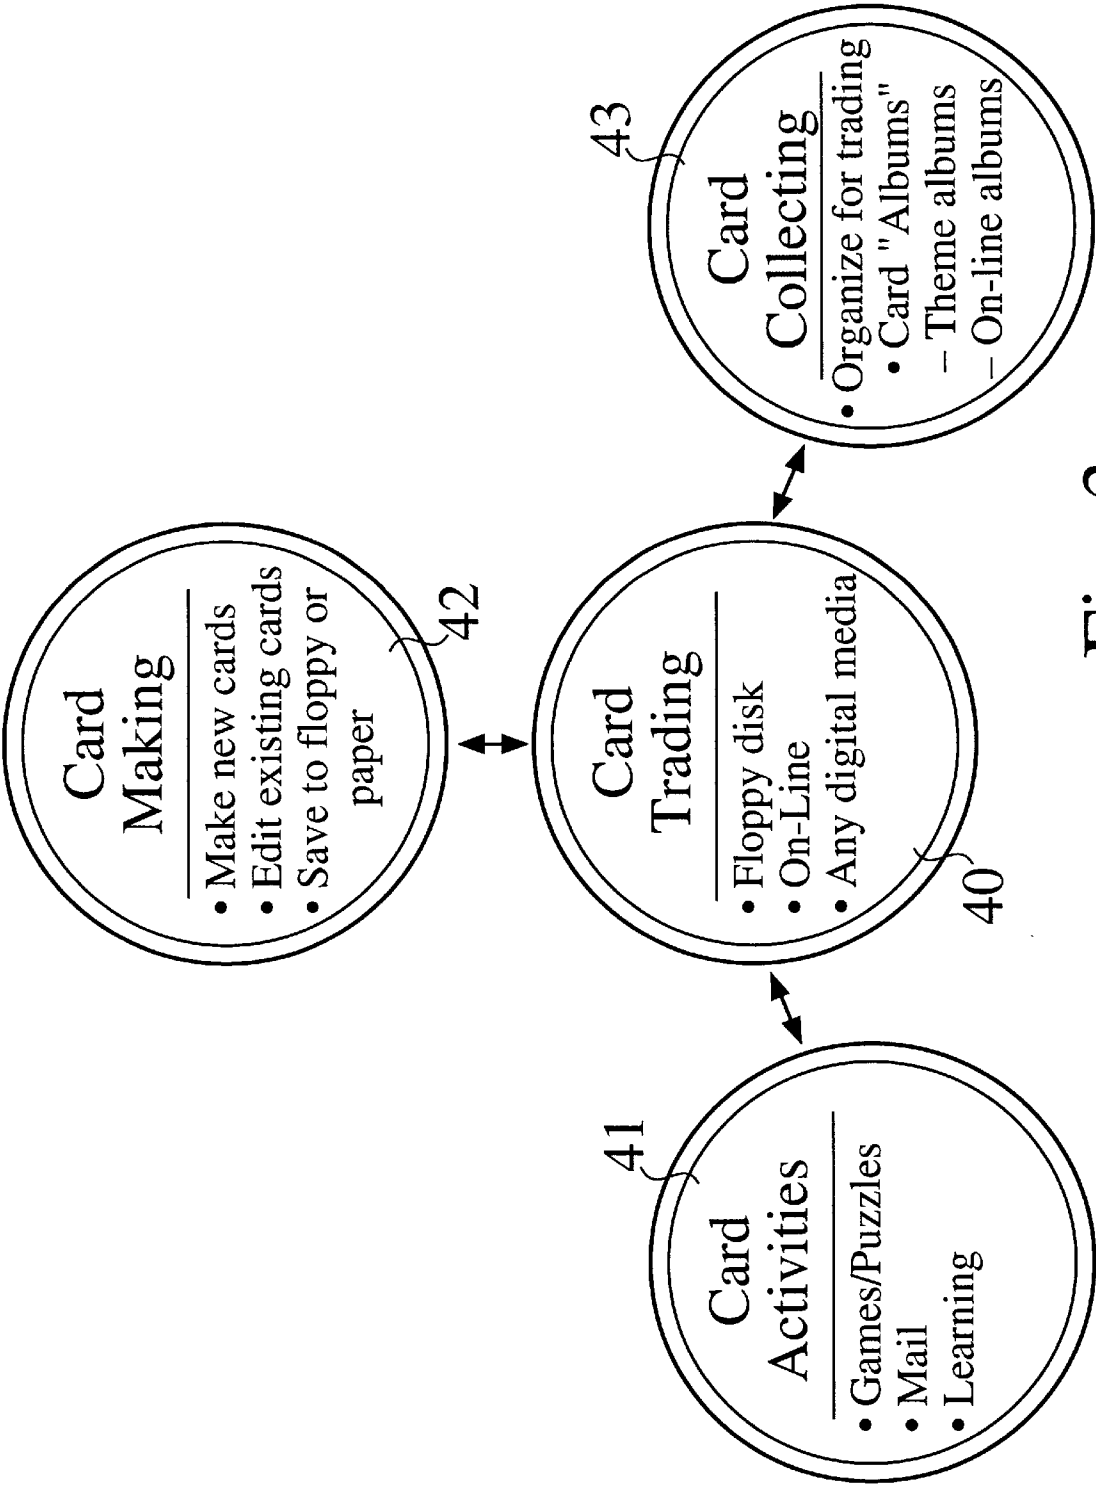 Card
Making
• Make new cards
• Edit existing cards
• Save to floppy or
paper
42
Card
Activities
• Games/Puzzles
• Mail
• Learning
41
Card
Trading
• Floppy disk
• On-Line
• Any digital media
40
Card
Collecting
• Organize for trading
• Card "Albums"
– Theme albums
– On-line albums
43